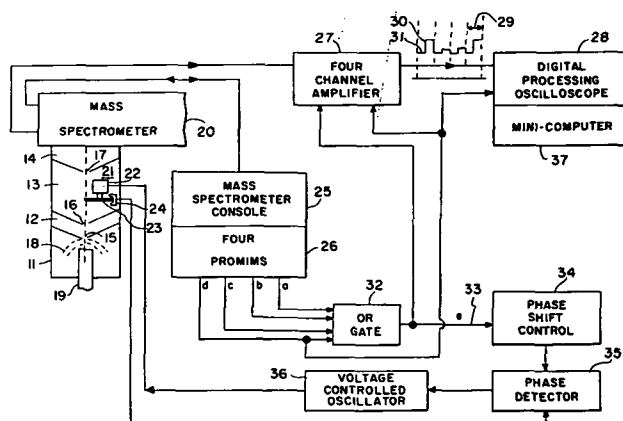 30
31
29
27
28
FOUR
CHANNEL
AMPLIFIER
DIGITAL
PROCESSING
OSCILLOSCOPE
MINI-COMPUTER
37
MASS
SPECTROMETER
20
14
17
13
21
22
24
23
16
12
15
18
11
19
MASS
SPECTROMETER
CONSOLE
25
FOUR
PROMIMS
26
d
c
b
a
32
OR
GATE
e
33
34
PHASE
SHIFT
CONTROL
35
PHASE
DETECTOR
36
VOLTAGE
CONTROLLED
OSCILLATOR